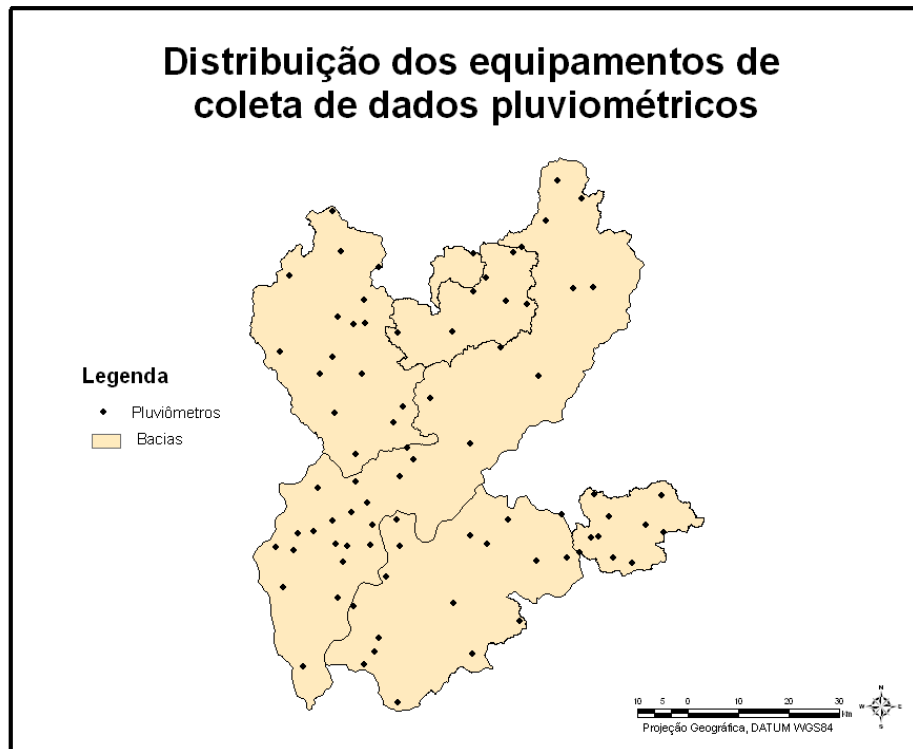 Distribuição dos equipamentos de
coleta de dados pluviométricos
Legenda
Pluviômetros
Bacias
N
W
E
S
10 5 0 10 20 30
Km
Projeção Geográfica, DATUM WGS84